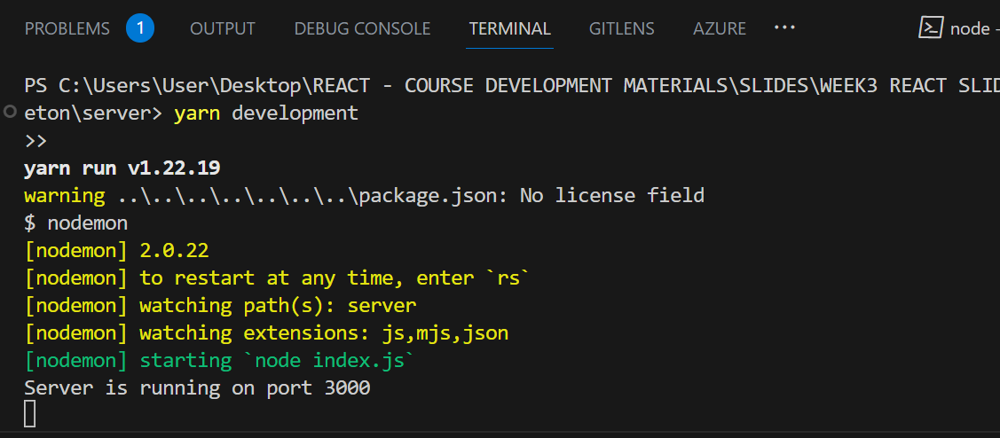 PROBLEMS 1 OUTPUT DEBUG CONSOLE TERMINAL GITLENS AZURE ... node -
PS C:\Users\User\Desktop\REACT - COURSE DEVELOPMENT MATERIALS\SLIDES\WEEK3 REACT SLID
eton\server> yarn development
>>
yarn run v1.22.19
warning ..\..\..\..\..\..\..\package.json: No license field
$ nodemon
[nodemon] 2.0.22
[nodemon] to restart at any time, enter `rs`
[nodemon] watching path(s): server
[nodemon] watching extensions: js,mjs,json
[nodemon] starting `node index.js`
Server is running on port 3000